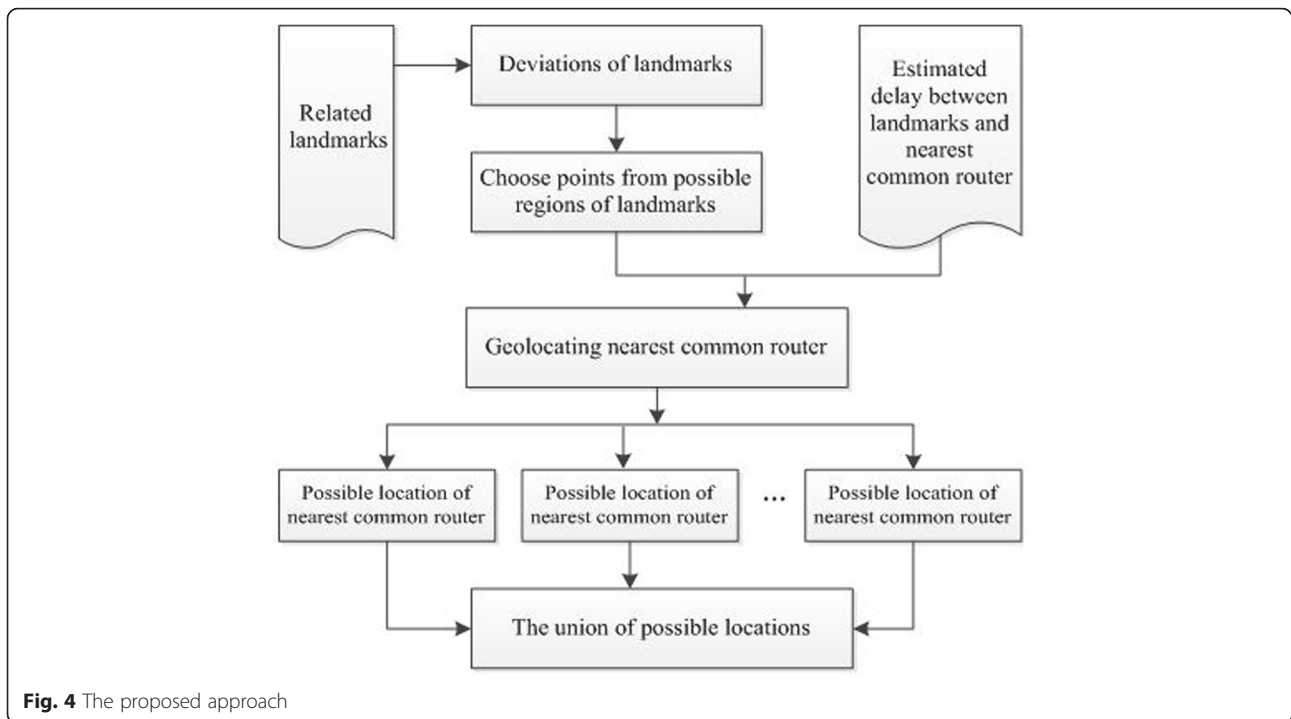 Related
landmarks
Deviations of landmarks
Choose points from possible
regions of landmarks
Estimated
delay between
landmarks and
nearest
common router
Geolocating nearest common router
Possible location of
nearest common router
Possible location of
nearest common router
...
Possible location of
nearest common router
The union of possible locations
Fig. 4 The proposed approach